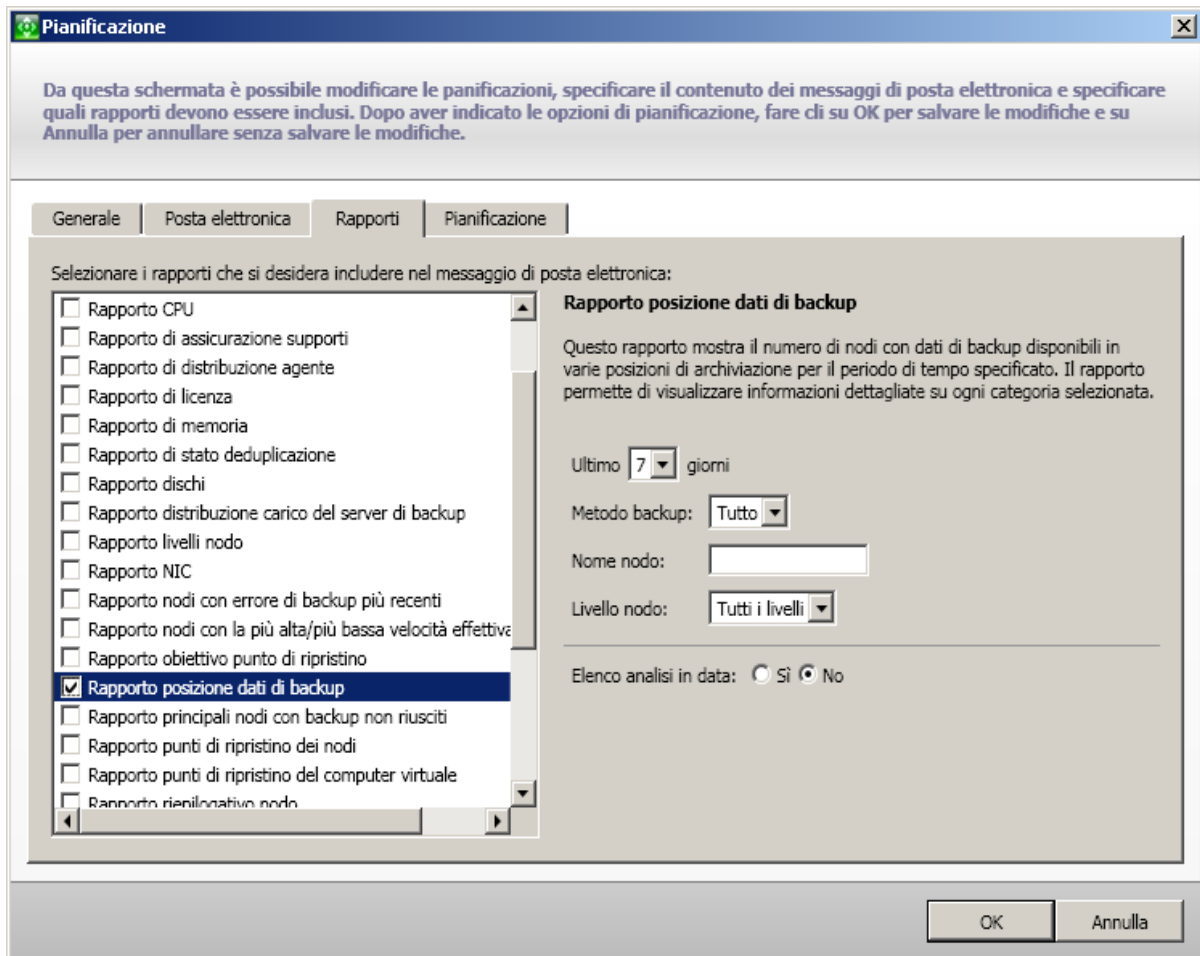 Pianificazione
Da questa schermata è possibile modificare le panificazioni, specificare il contenuto dei messaggi di posta elettronica e specificare
quali rapporti devono essere inclusi. Dopo aver indicato le opzioni di pianificazione, fare cli su OK per salvare le modifiche e su
Annulla per annullare senza salvare le modifiche.
Generale Posta elettronica Rapporti Pianificazione
Selezionare i rapporti che si desidera includere nel messaggio di posta elettronica:
Rapporto CPU
Rapporto di assicurazione supporti
Rapporto di distribuzione agente
Rapporto di licenza
Rapporto di memoria
Rapporto di stato deduplicazione
Rapporto dischi
Rapporto distribuzione carico del server di backup
Rapporto livelli nodo
Rapporto NIC
Rapporto nodi con errore di backup più recenti
Rapporto nodi con la più alta/più bassa velocità effettiva
Rapporto obiettivo punto di ripristino
Rapporto posizione dati di backup
Rapporto principali nodi con backup non riusciti
Rapporto punti di ripristino dei nodi
Rapporto punti di ripristino del computer virtuale
Rapporto riepilogativo nodo
Rapporto posizione dati di backup
Questo rapporto mostra il numero di nodi con dati di backup disponibili in
varie posizioni di archiviazione per il periodo di tempo specificato. Il rapporto
permette di visualizzare informazioni dettagliate su ogni categoria selezionata.
Ultimo 7 giorni
Metodo backup: Tutto
Nome nodo:
Livello nodo: Tutti i livelli
Elenco analisi in data: Sì No
OK Annulla